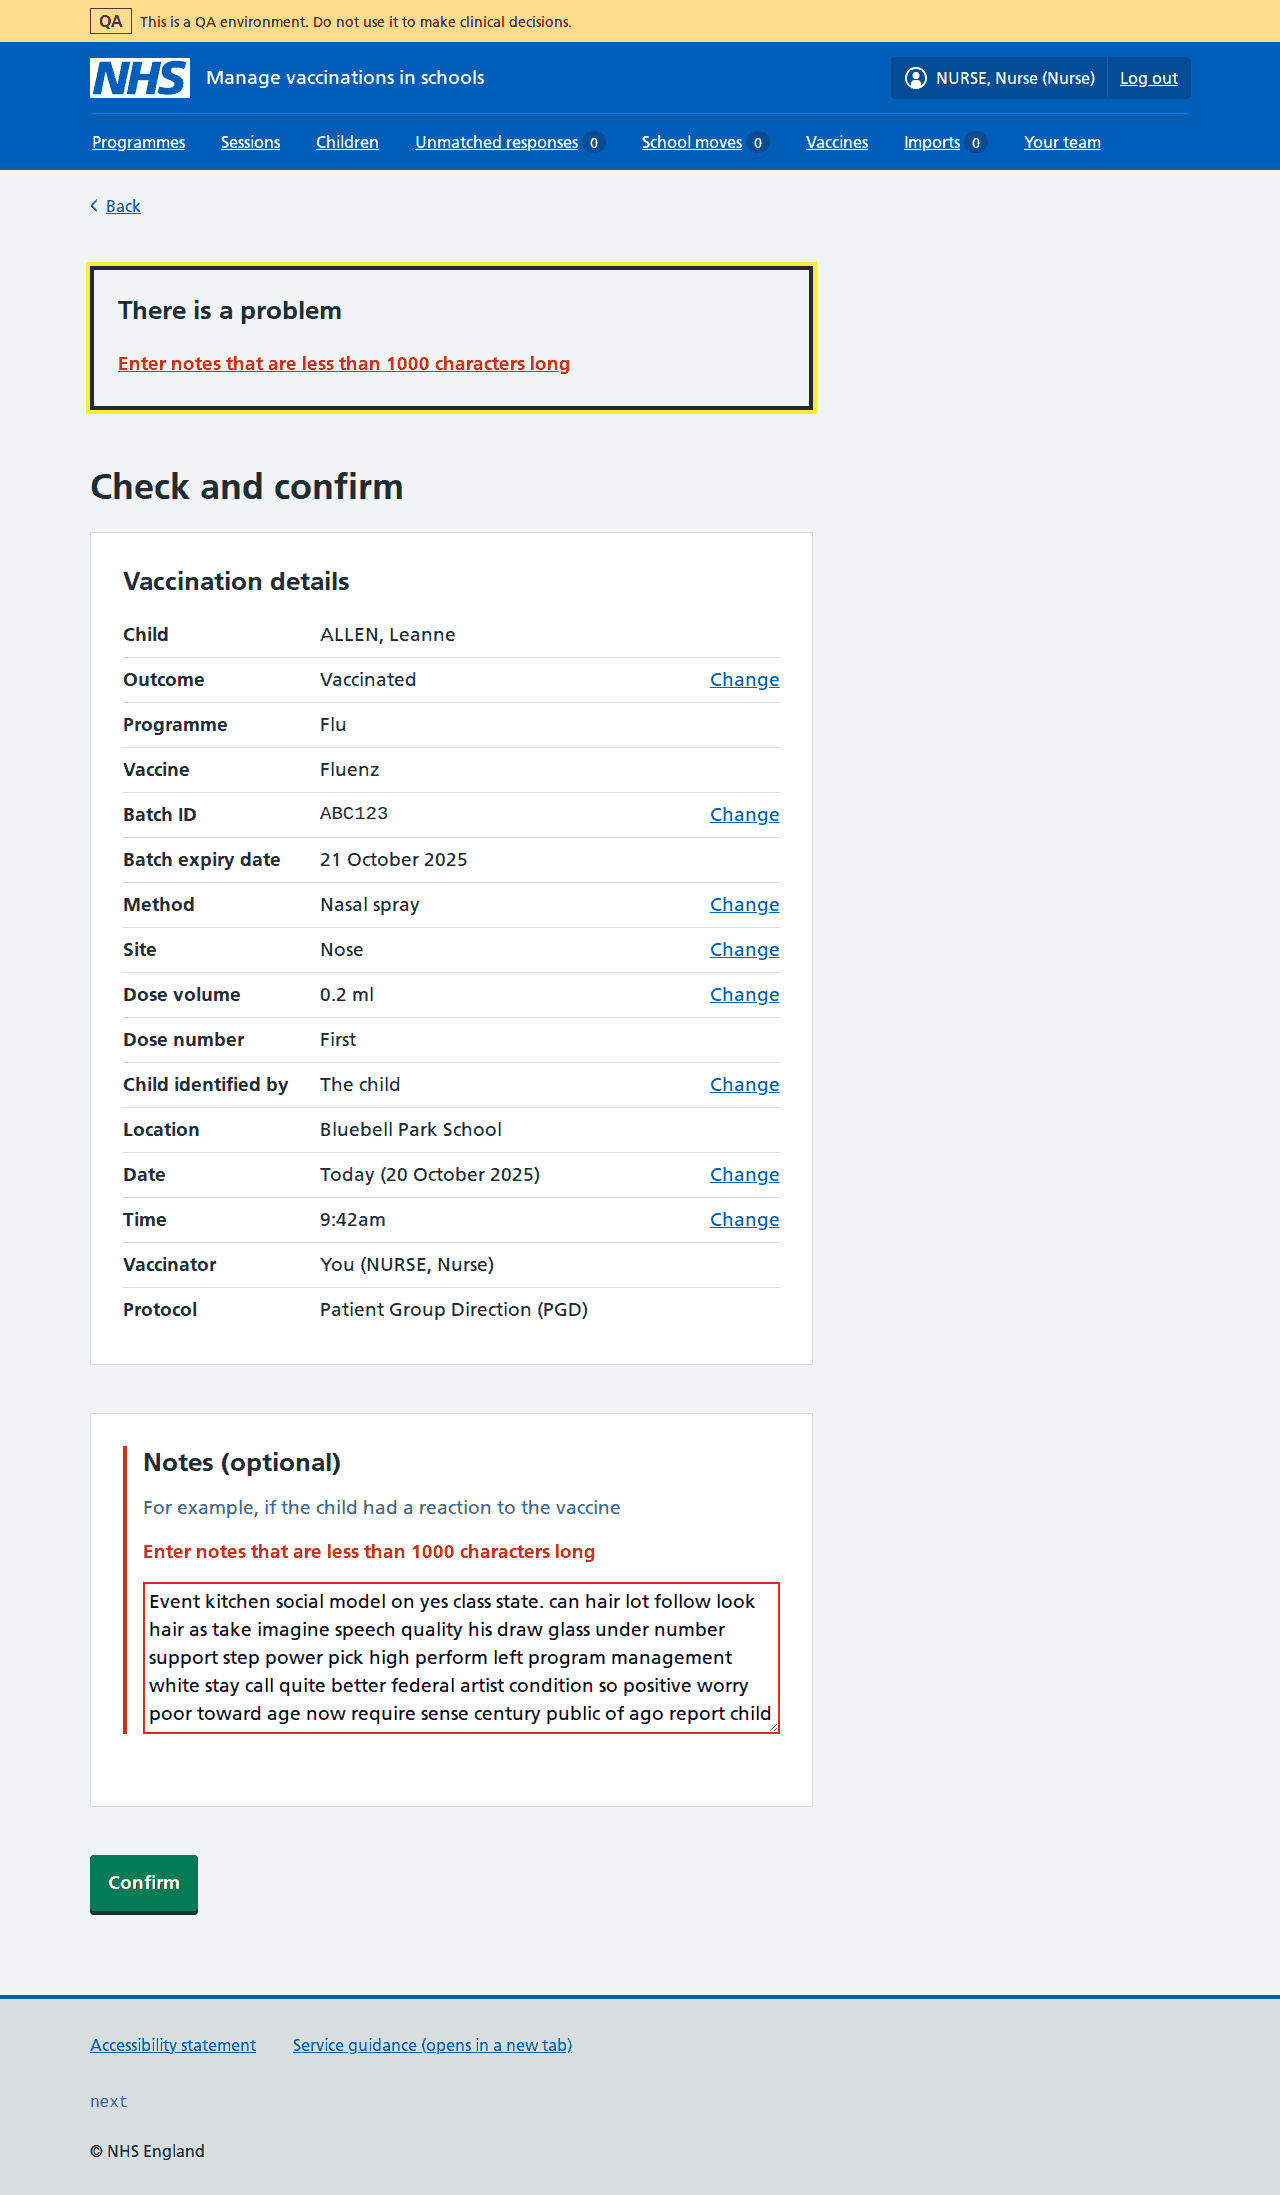 QA This is a QA environment. Do not use it to make clinical decisions.
NHS Manage vaccinations in schools NURSE, Nurse (Nurse) Log out
Programmes Sessions Children Unmatched responses 0 School moves 0 Vaccines Imports 0 Your team
Back
There is a problem
Enter notes that are less than 1000 characters long
Check and confirm
Vaccination details
Child ALLEN, Leanne
Outcome Vaccinated Change
Programme Flu
Vaccine Fluenz
Batch ID ABC123 Change
Batch expiry date 21 October 2025
Method Nasal spray Change
Site Nose Change
Dose volume 0.2 ml Change
Dose number First
Child identified by The child Change
Location Bluebell Park School
Date Today (20 October 2025) Change
Time 9:42am Change
Vaccinator You (NURSE, Nurse)
Protocol Patient Group Direction (PGD)
Notes (optional)
For example, if the child had a reaction to the vaccine
Enter notes that are less than 1000 characters long
Event kitchen social model on yes class state. can hair lot follow look
hair as take imagine speech quality his draw glass under number
support step power pick high perform left program management
white stay call quite better federal artist condition so positive worry
poor toward age now require sense century public of ago report child
Confirm
Accessibility statement Service guidance (opens in a new tab)
next
© NHS England